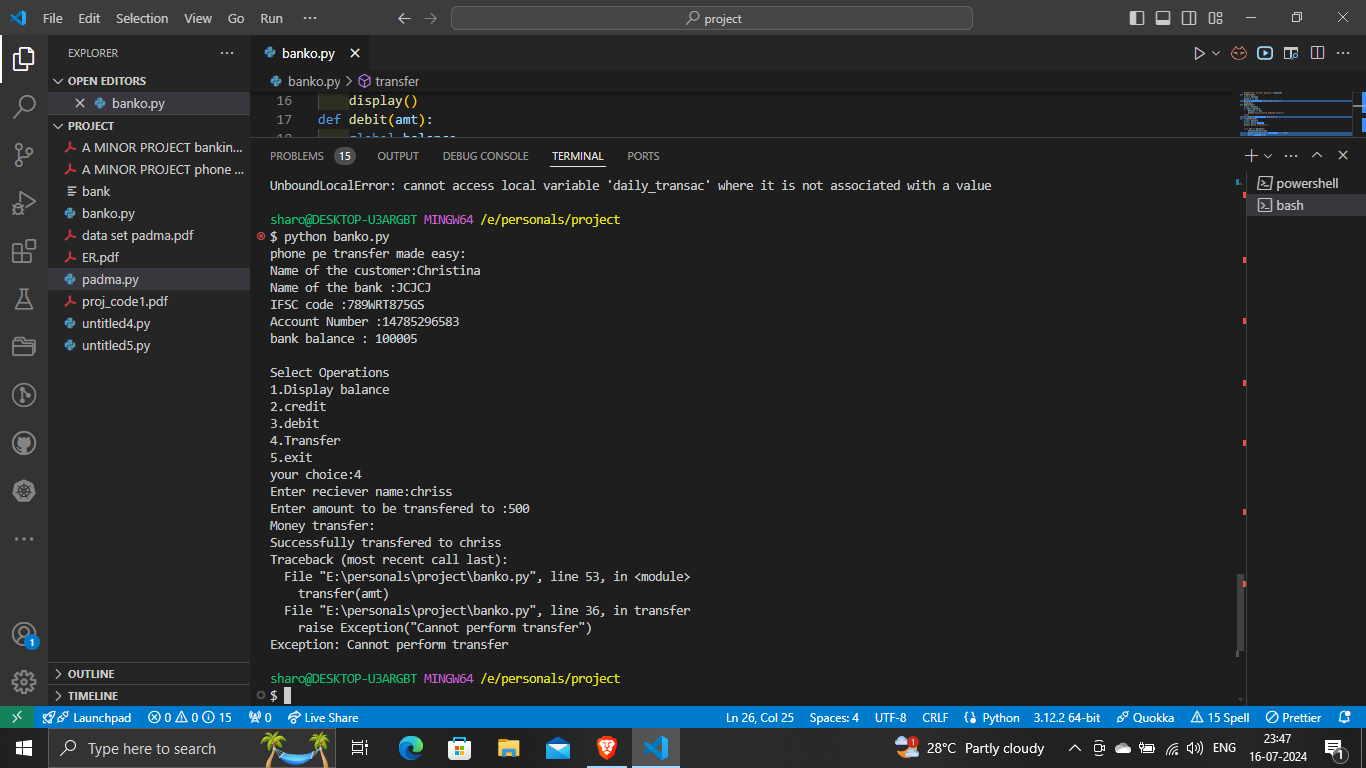 File Edit Selection View Go Run ···
project
EXPLORER
OPEN EDITORS
banko.py
PROJECT
A MINOR PROJECT bankin...
A MINOR PROJECT phone ...
bank
banko.py
data set padma.pdf
ER.pdf
padma.py
proj_code1.pdf
untitled4.py
untitled5.py
OUTLINE
TIMELINE
banko.py
banko.py > transfer
16 display()
17 def debit(amt):
18 global balance
PROBLEMS 15 OUTPUT DEBUG CONSOLE TERMINAL PORTS
powershell
bash
UnboundLocalError: cannot access local variable 'daily_transac' where it is not associated with a value
sharo@DESKTOP-U3ARGBT MINGW64 /e/personals/project
$ python banko.py
phone pe transfer made easy:
Name of the customer:Christina
Name of the bank :JCJCJ
IFSC code :789WRT875GS
Account Number :14785296583
bank balance : 100005
Select Operations
1.Display balance
2.credit
3.debit
4.Transfer
5.exit
your choice:4
Enter reciever name:chriss
Enter amount to be transfered to :500
Money transfer:
Successfully transfered to chriss
Traceback (most recent call last):
File "E:\personals\project\banko.py", line 53, in <module>
transfer(amt)
File "E:\personals\project\banko.py", line 36, in transfer
raise Exception("Cannot perform transfer")
Exception: Cannot perform transfer
sharo@DESKTOP-U3ARGBT MINGW64 /e/personals/project
$
1
Launchpad 0 0 15 0 Live Share Ln 26, Col 25 Spaces: 4 UTF-8 CRLF Python 3.12.2 64-bit Quokka 15 Spell Prettier
Type here to search
1
28°C Partly cloudy
ENG
23:47
16-07-2024
1